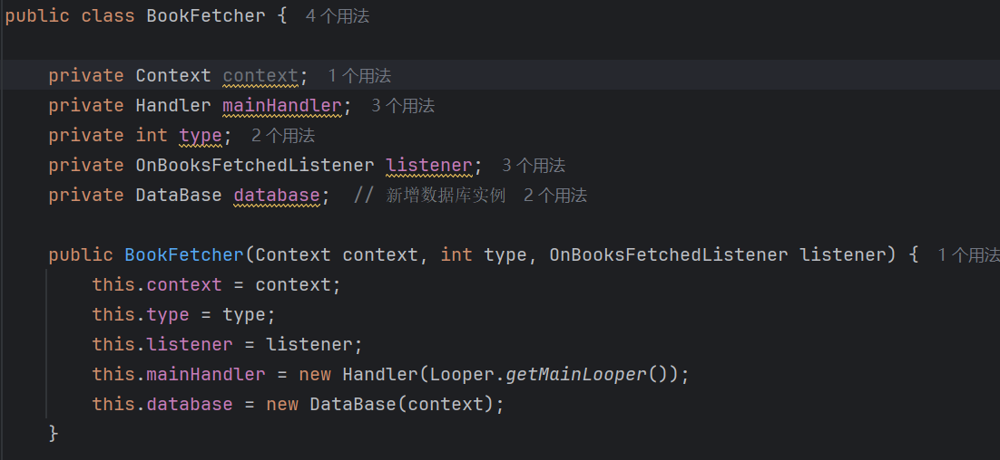 public class BookFetcher {  4 个用法
private Context context;  1 个用法
private Handler mainHandler;  3 个用法
private int type;  2 个用法
private OnBooksFetchedListener listener;  3 个用法
private DataBase database;  // 新增数据库实例  2 个用法
public BookFetcher(Context context, int type, OnBooksFetchedListener listener) {  1 个用法
this.context = context;
this.type = type;
this.listener = listener;
this.mainHandler = new Handler(Looper.getMainLooper());
this.database = new DataBase(context);
}